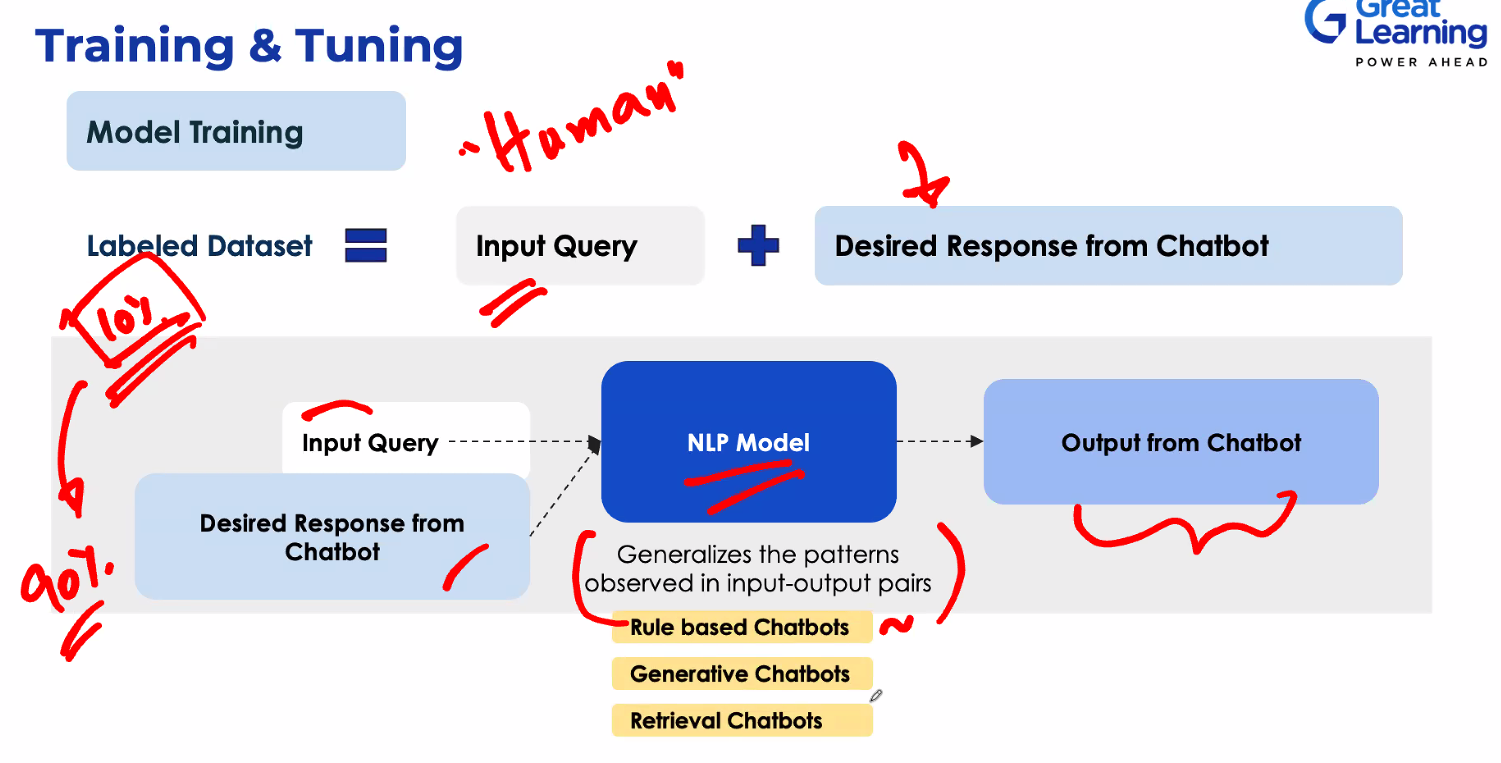 Great
Learning
POWER AHEAD
Training & Tuning
Model Training
"Human"
Labeled Dataset = Input Query + Desired Response from Chatbot
10%
Input Query
NLP Model
Output from Chatbot
Desired Response from
Chatbot
90%
Generalizes the patterns
observed in input-output pairs
Rule based Chatbots
Generative Chatbots
Retrieval Chatbots